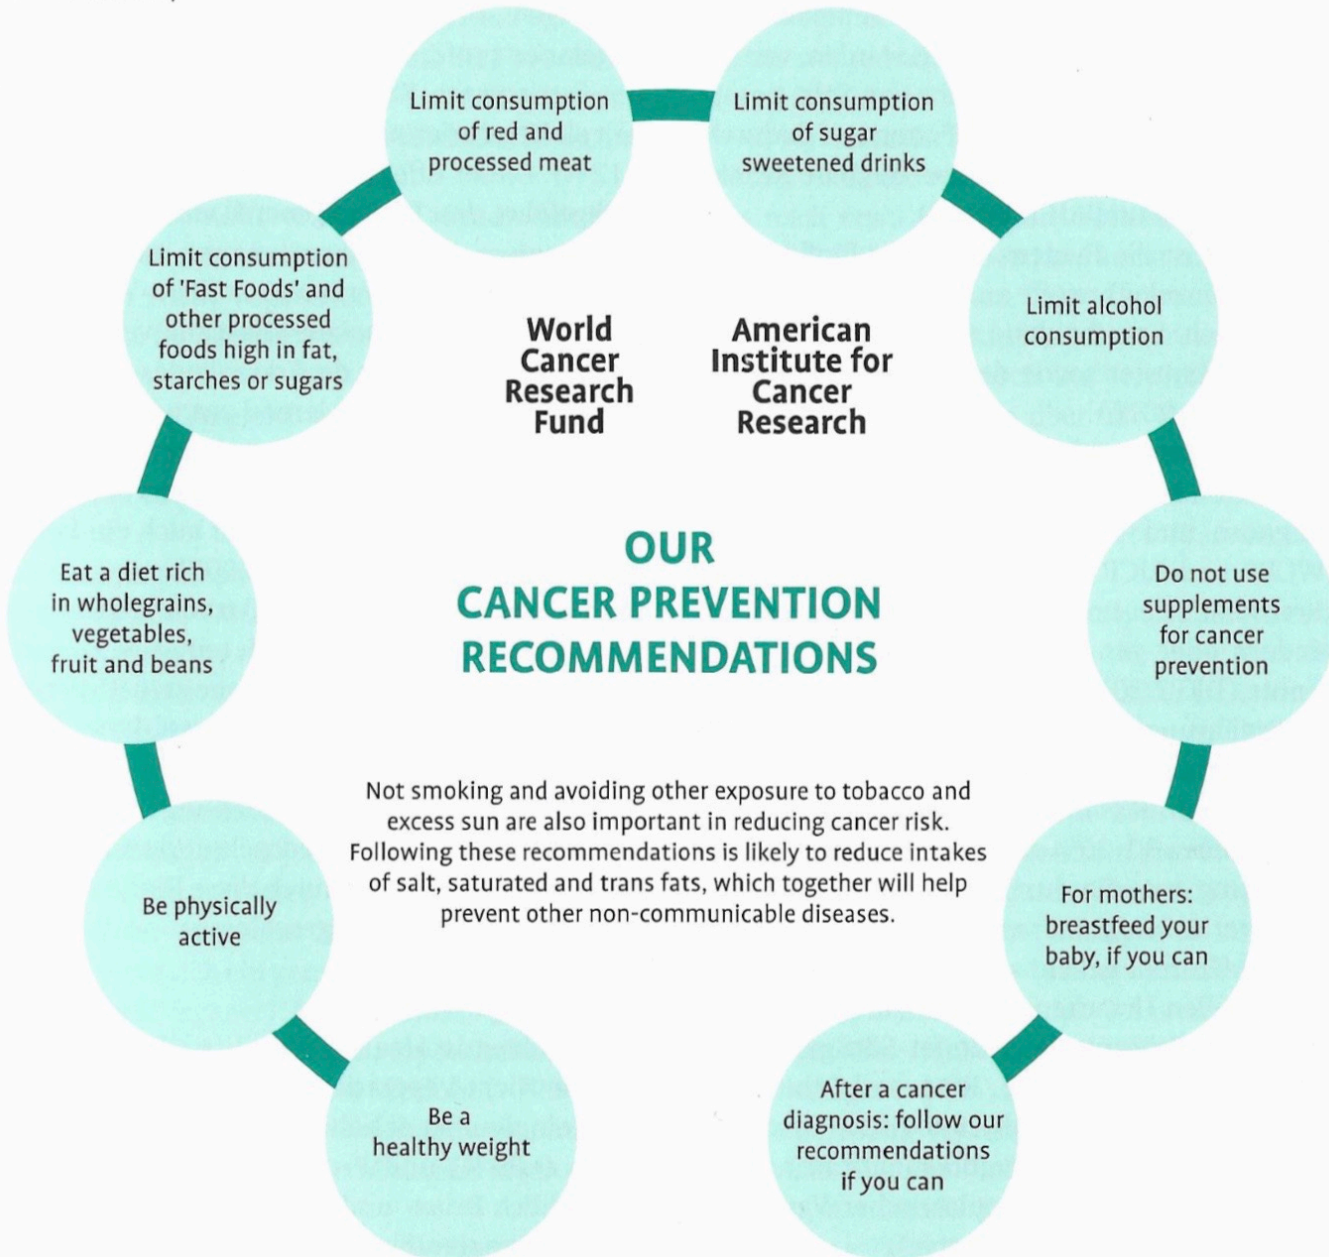 Limit consumption
of red and
processed meat
Limit consumption
of sugar
sweetened drinks
Limit consumption
of 'Fast Foods' and
other processed
foods high in fat,
starches or sugars
World
Cancer
Research
Fund
American
Institute for
Cancer
Research
Limit alcohol
consumption
OUR
CANCER PREVENTION
RECOMMENDATIONS
Eat a diet rich
in wholegrains,
vegetables,
fruit and beans
Do not use
supplements
for cancer
prevention
Not smoking and avoiding other exposure to tobacco and
excess sun are also important in reducing cancer risk.
Following these recommendations is likely to reduce intakes
of salt, saturated and trans fats, which together will help
prevent other non-communicable diseases.
Be physically
active
For mothers:
breastfeed your
baby, if you can
Be a
healthy weight
After a cancer
diagnosis: follow our
recommendations
if you can